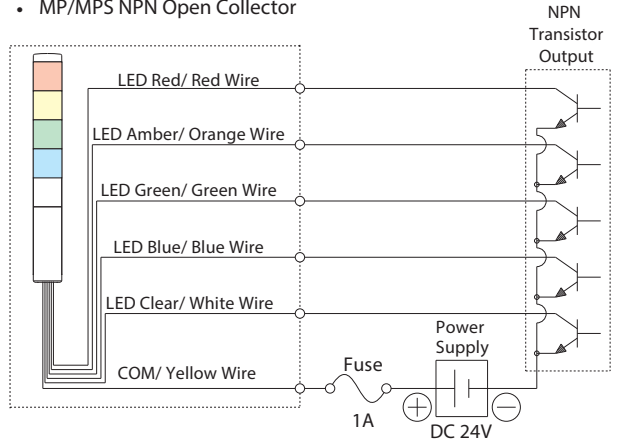 • MP/MPS NPN Open Collector
NPN
Transistor
Output
LED Red/ Red Wire
LED Amber/ Orange Wire
LED Green/ Green Wire
LED Blue/ Blue Wire
LED Clear/ White Wire
COM/ Yellow Wire
Fuse
1A
Power
Supply
+
−
DC 24V